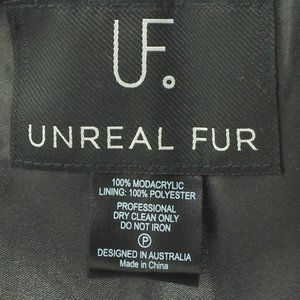 UF.
UNREAL FUR
100% MODACRYLIC
LINING: 100% POLYESTER
PROFESSIONAL
DRY CLEAN ONLY
DO NOT IRON
P
DESIGNED IN AUSTRALIA
Made in China